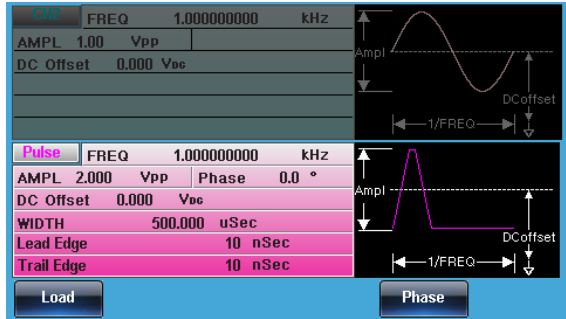 CH2 FREQ 1.000000000 kHz
AMPL 1.00 Vpp
DC Offset 0.000 VDC
Ampl
DCoffset
1/FREQ
Pulse FREQ 1.000000000 kHz
AMPL 2.000 Vpp Phase 0.0 °
DC Offset 0.000 VDC
WIDTH 500.000 uSec
Lead Edge 10 nSec
Trail Edge 10 nSec
Ampl
DCoffset
1/FREQ
Load Phase